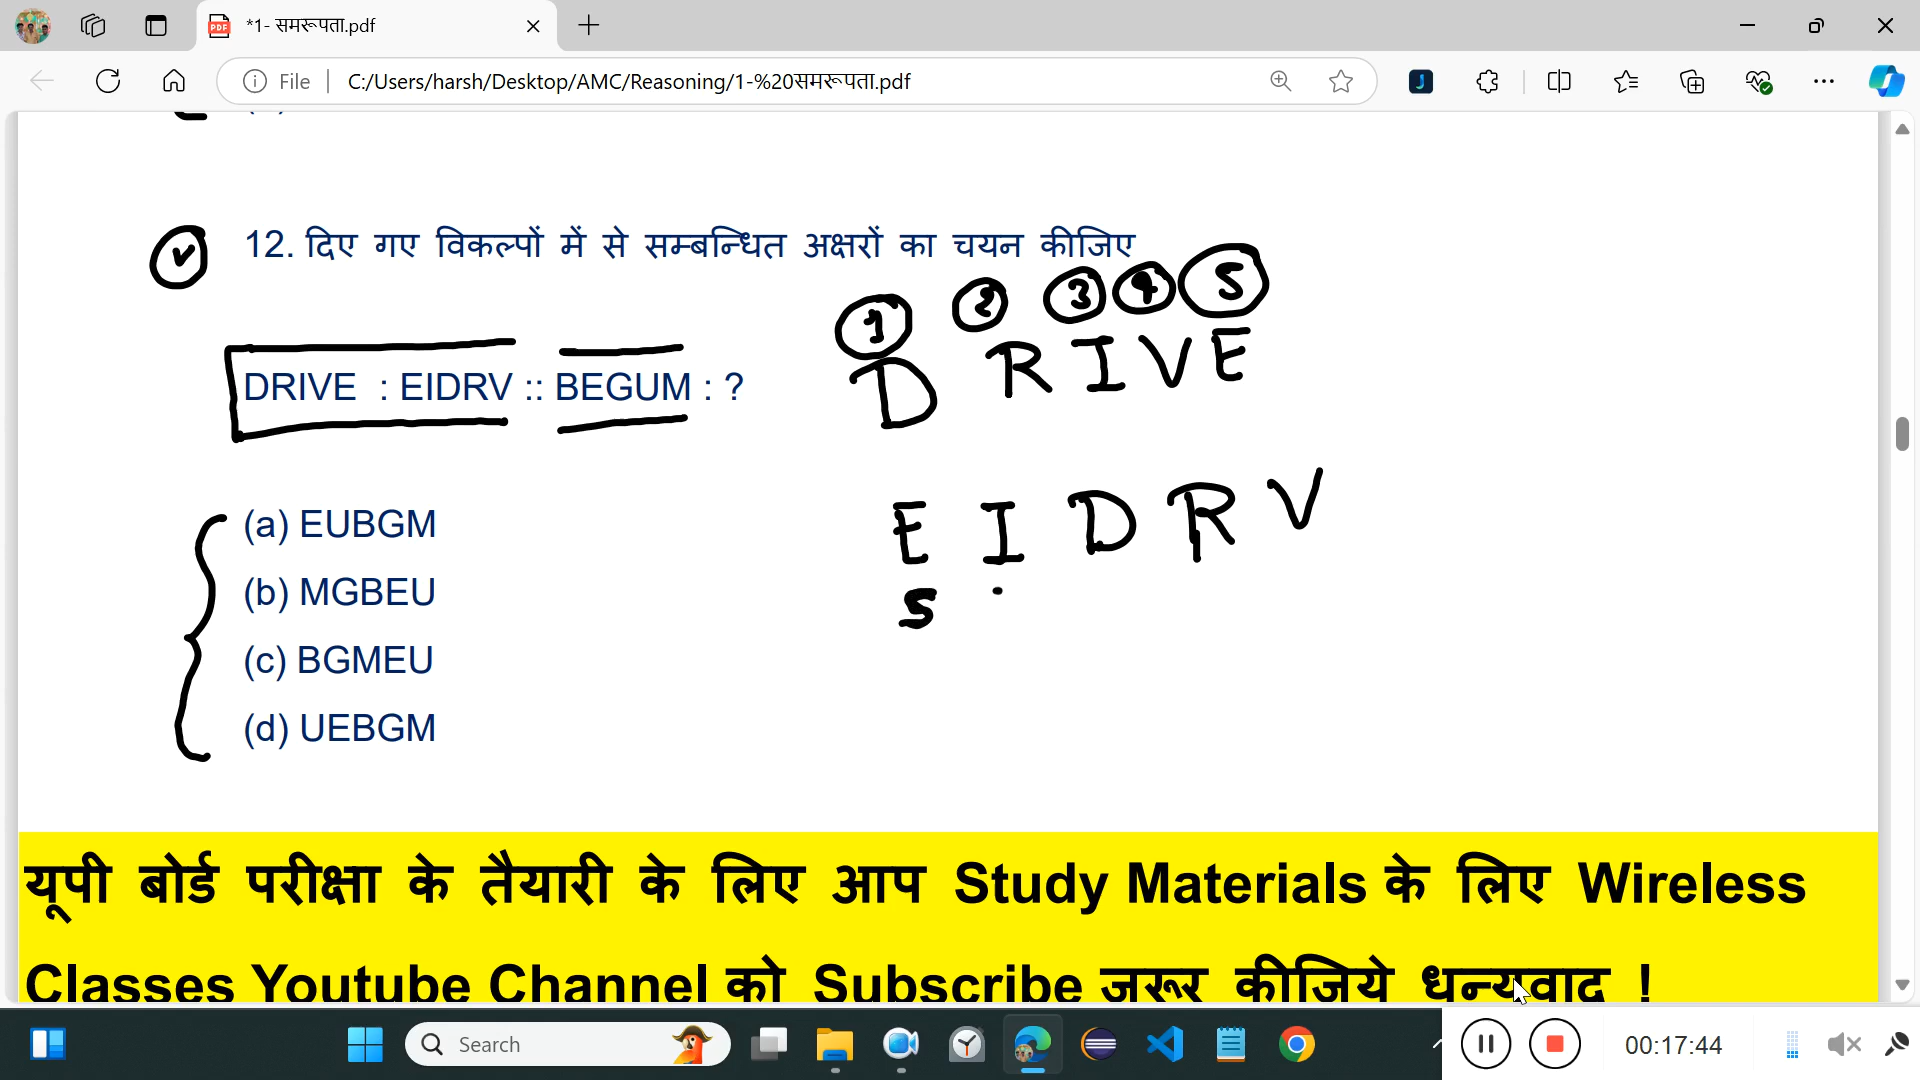 *1- समरूपता.pdf
File
C:/Users/harsh/Desktop/AMC/Reasoning/1-%20समरूपता.pdf
12. दिए गए विकल्पों में से सम्बन्धित अक्षरों का चयन कीजिए
1 2 3 4 5
D R I V E
DRIVE : EIDRV :: BEGUM : ?
E I D R V
5
(a) EUBGM
(b) MGBEU
(c) BGMEU
(d) UEBGM
यूपी बोर्ड परीक्षा के तैयारी के लिए आप Study Materials के लिए Wireless
Classes Youtube Channel को Subscribe जरूर कीजिये धन्यवाद !
Search
00:17:44